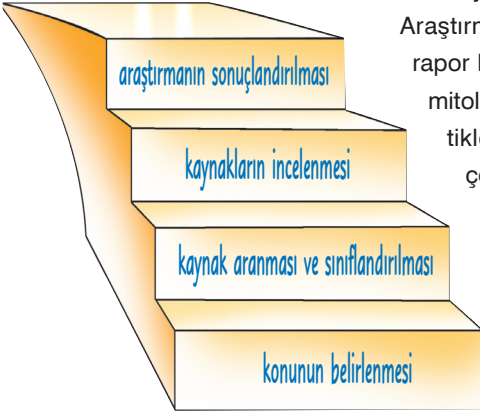 Araştırm
rapor
mitol
tikl
araştırmanın sonuçlandırılması
kaynakların incelenmesi
kaynak aranması ve sınıflandırılması
konunun belirlenmesi